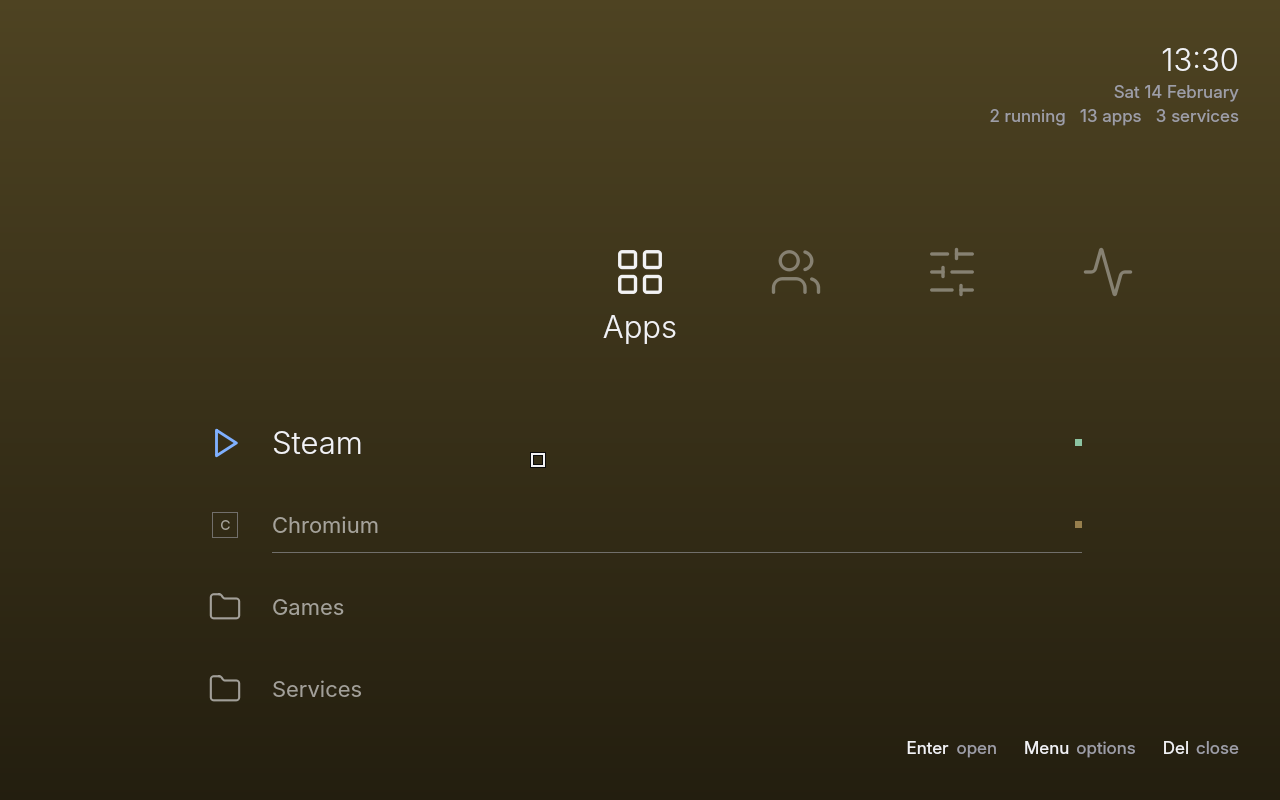 13:30
Sat 14 February
2 running 13 apps 3 services
Apps
Steam
C Chromium
Games
Services
Enter open Menu options Del close